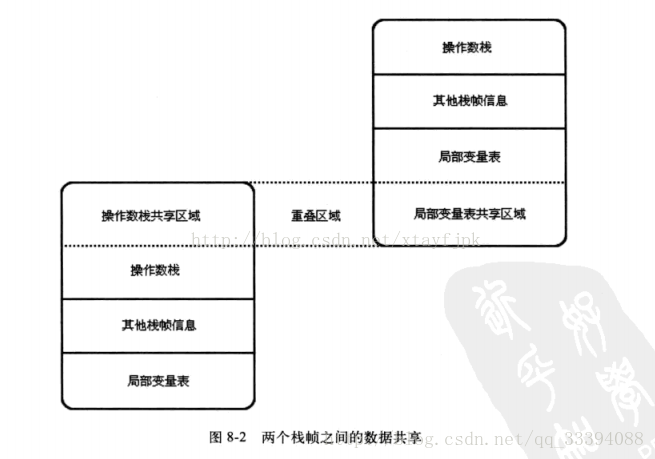 操作数栈
其他栈帧信息
局部变量表
操作数栈共享区域
重叠区域
局部变量表共享区域
http://blog.csdn.net/xtayfjpk
操作数栈
其他栈帧信息
局部变量表
图 8-2 两个栈帧之间的数据共享
blog.csdn.net/qq_33394088